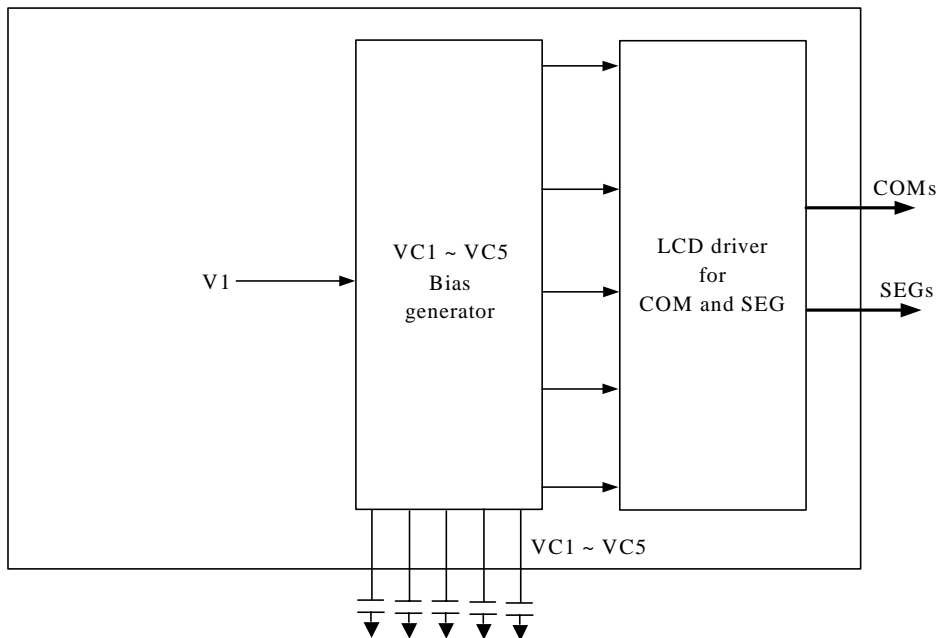 COMs
VC1 ~ VC5
Bias
generator
LCD driver
for
COM and SEG
V1
SEGs
VC1 ~ VC5